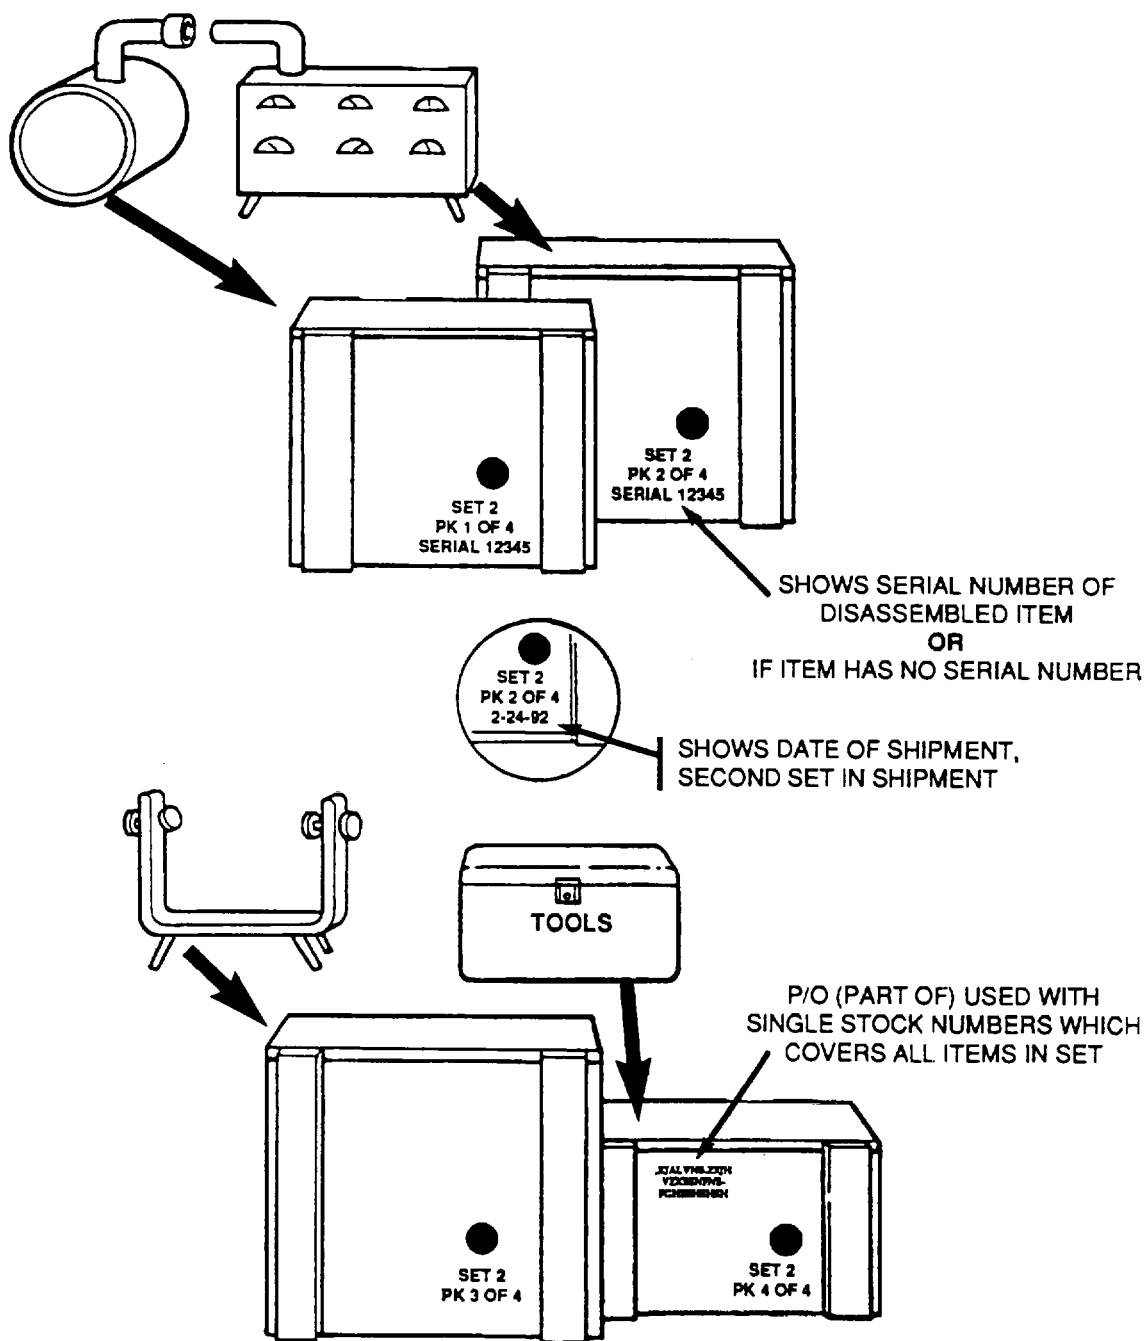 SET 2
PK 2 OF 4
SERIAL 12345
SET 2
PK 1 OF 4
SERIAL 12345
SHOWS SERIAL NUMBER OF
DISASSEMBLED ITEM
OR
IF ITEM HAS NO SERIAL NUMBER
SET 2
PK 2 OF 4
2-24-92
SHOWS DATE OF SHIPMENT,
SECOND SET IN SHIPMENT
TOOLS
P/O (PART OF) USED WITH
SINGLE STOCK NUMBERS WHICH
COVERS ALL ITEMS IN SET
SET 2
PK 3 OF 4
SET 2
PK 4 OF 4